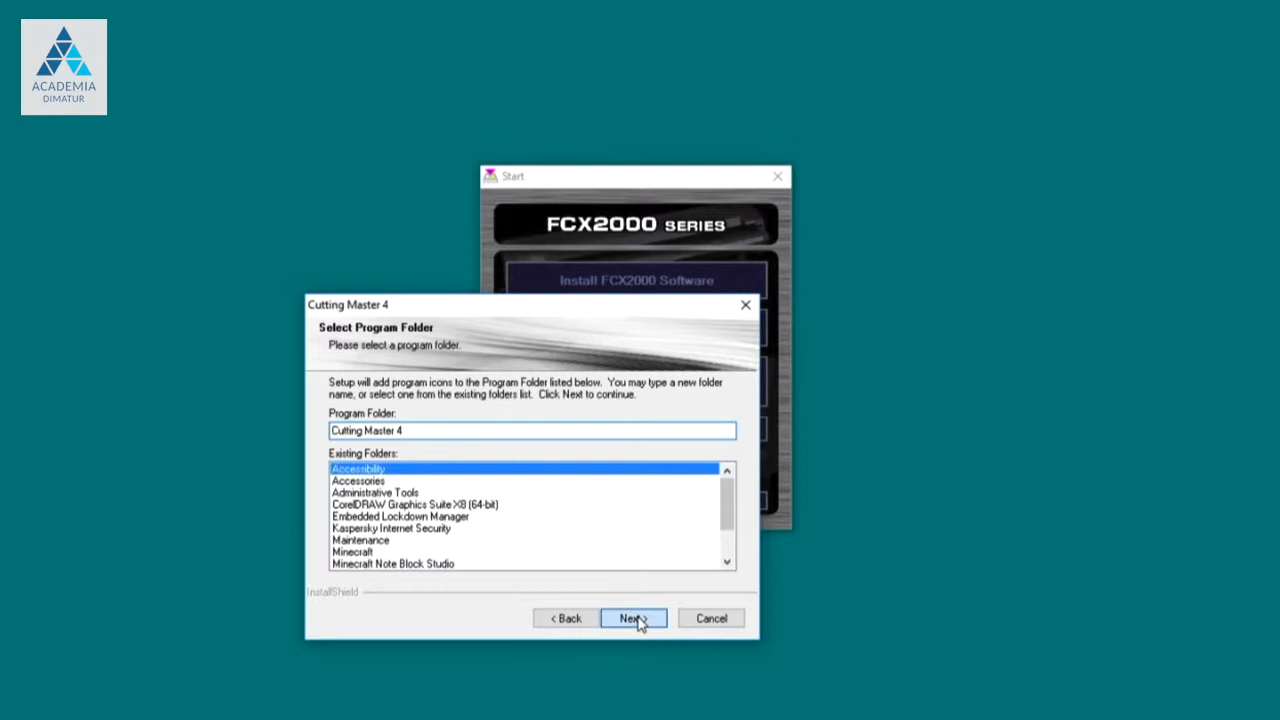 ACADEMIA
DIMATUR
Start
FCX2000 SERIES
Install FCX2000 Software
Cutting Master 4
Select Program Folder
Please select a program folder.
Setup will add program icons to the Program Folder listed below. You may type a new folder
name, or select one from the existing folders list. Click Next to continue.
Program Folder:
Cutting Master 4
Existing Folders:
Accessibility
Accessories
Administrative Tools
CorelDRAW Graphics Suite X8 (64-bit)
Embedded Lockdown Manager
Kaspersky Internet Security
Maintenance
Minecraft
Minecraft Note Block Studio
InstallShield
< Back Next > Cancel